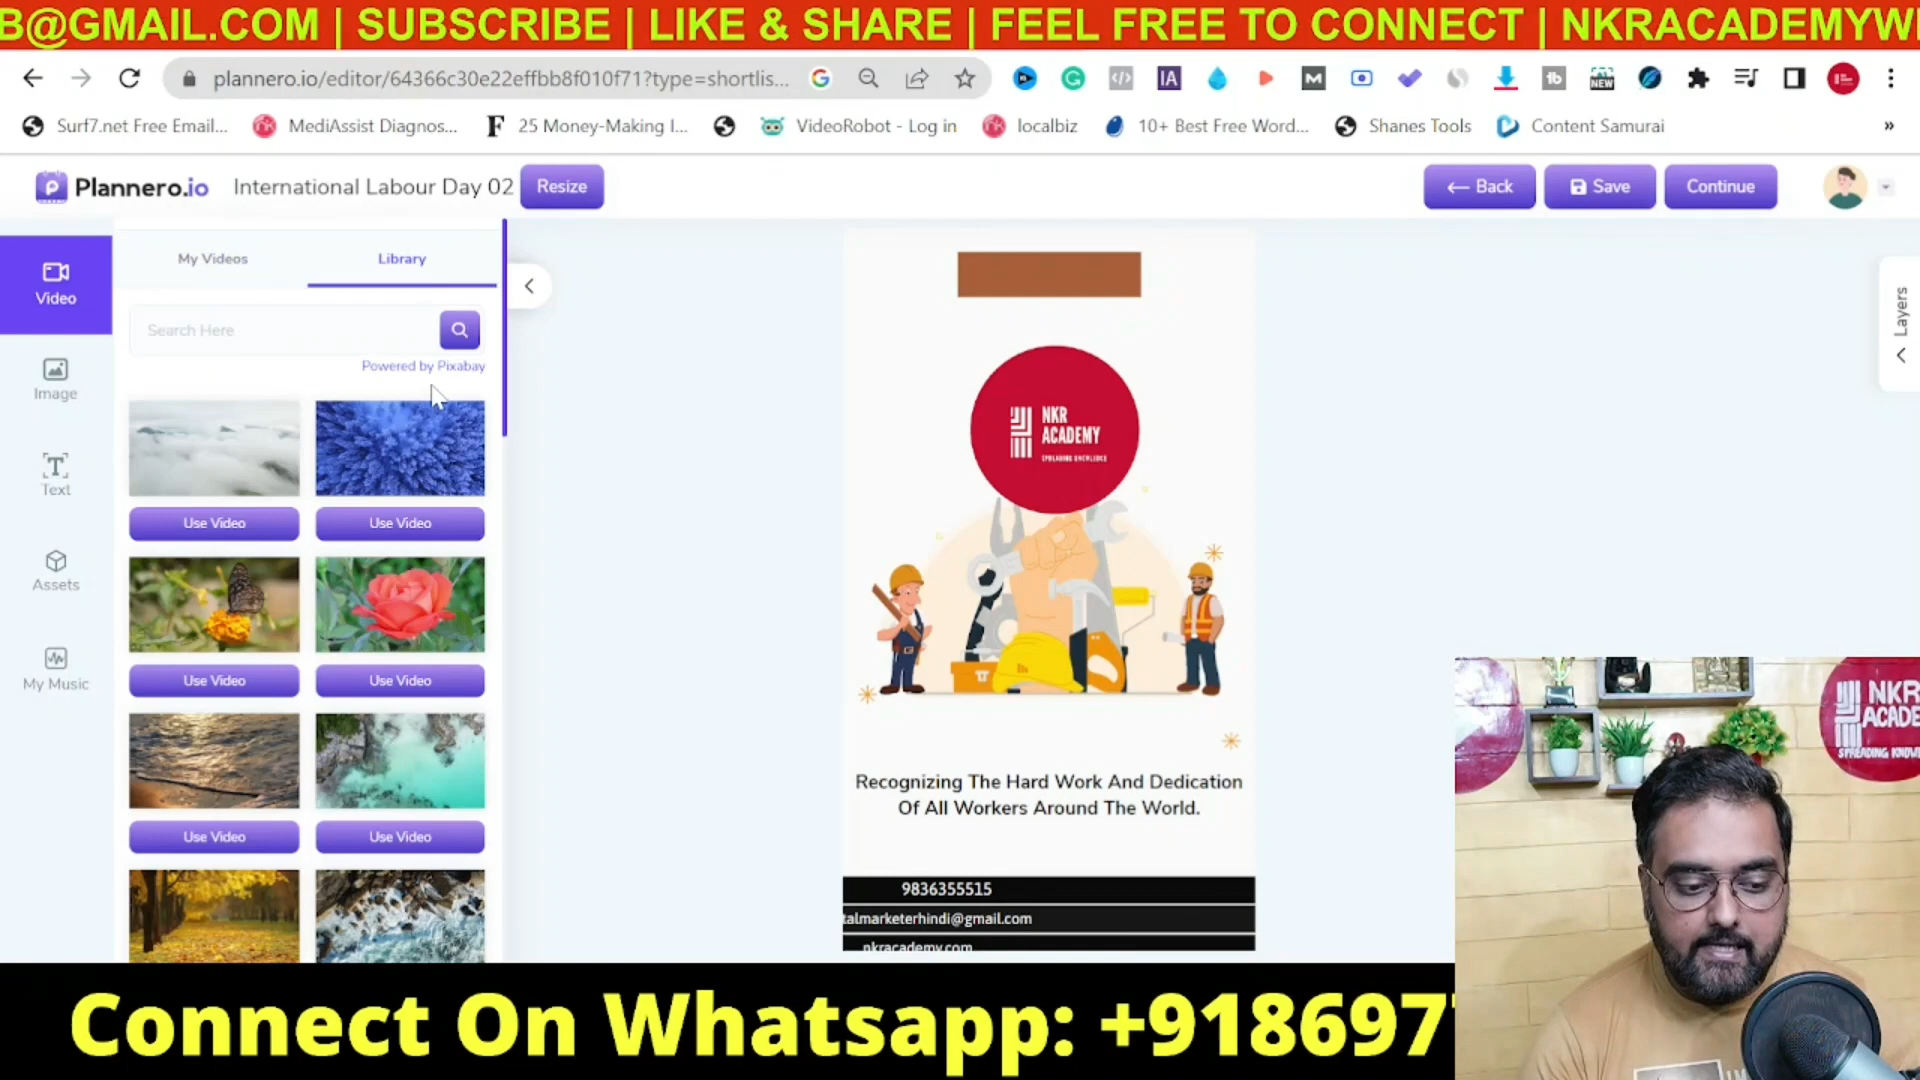 B@GMAIL.COM | SUBSCRIBE | LIKE & SHARE | FEEL FREE TO CONNECT | NKRACADEMYW
plannero.io/editor/64366c30e22effbb8f010f71?type=shortlis...
Surf7.net Free Email... MediAssist Diagnos... 25 Money-Making I... VideoRobot - Log in localbiz 10+ Best Free Word... Shanes Tools Content Samurai »
Plannero.io International Labour Day 02 Resize ← Back Save Continue
My Videos Library
Video
Search Here
Powered by Pixabay
Image
Text
Assets
My Music
Use Video Use Video
Use Video Use Video
Use Video Use Video
Layers
NKR
ACADEMY
SPREADING KNOWLEDGE
Recognizing The Hard Work And Dedication
Of All Workers Around The World.
9836355515
talmarketerhindi@gmail.com
nkracademy.com
NKR
ACADE
SPREADING KNOW
Connect On Whatsapp: +918697